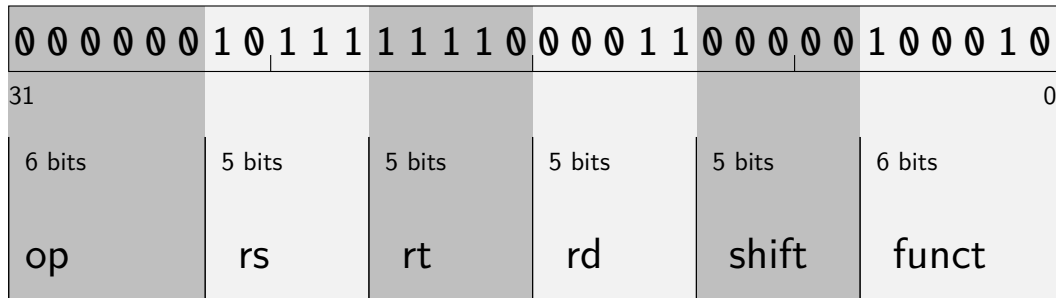 0 0 0 0 0 0 1 0 1 1 1 1 1 1 1 0 0 0 0 1 1 0 0 0 0 0 1 0 0 0 1 0
31 0
6 bits 5 bits 5 bits 5 bits 5 bits 6 bits
op rs rt rd shift funct